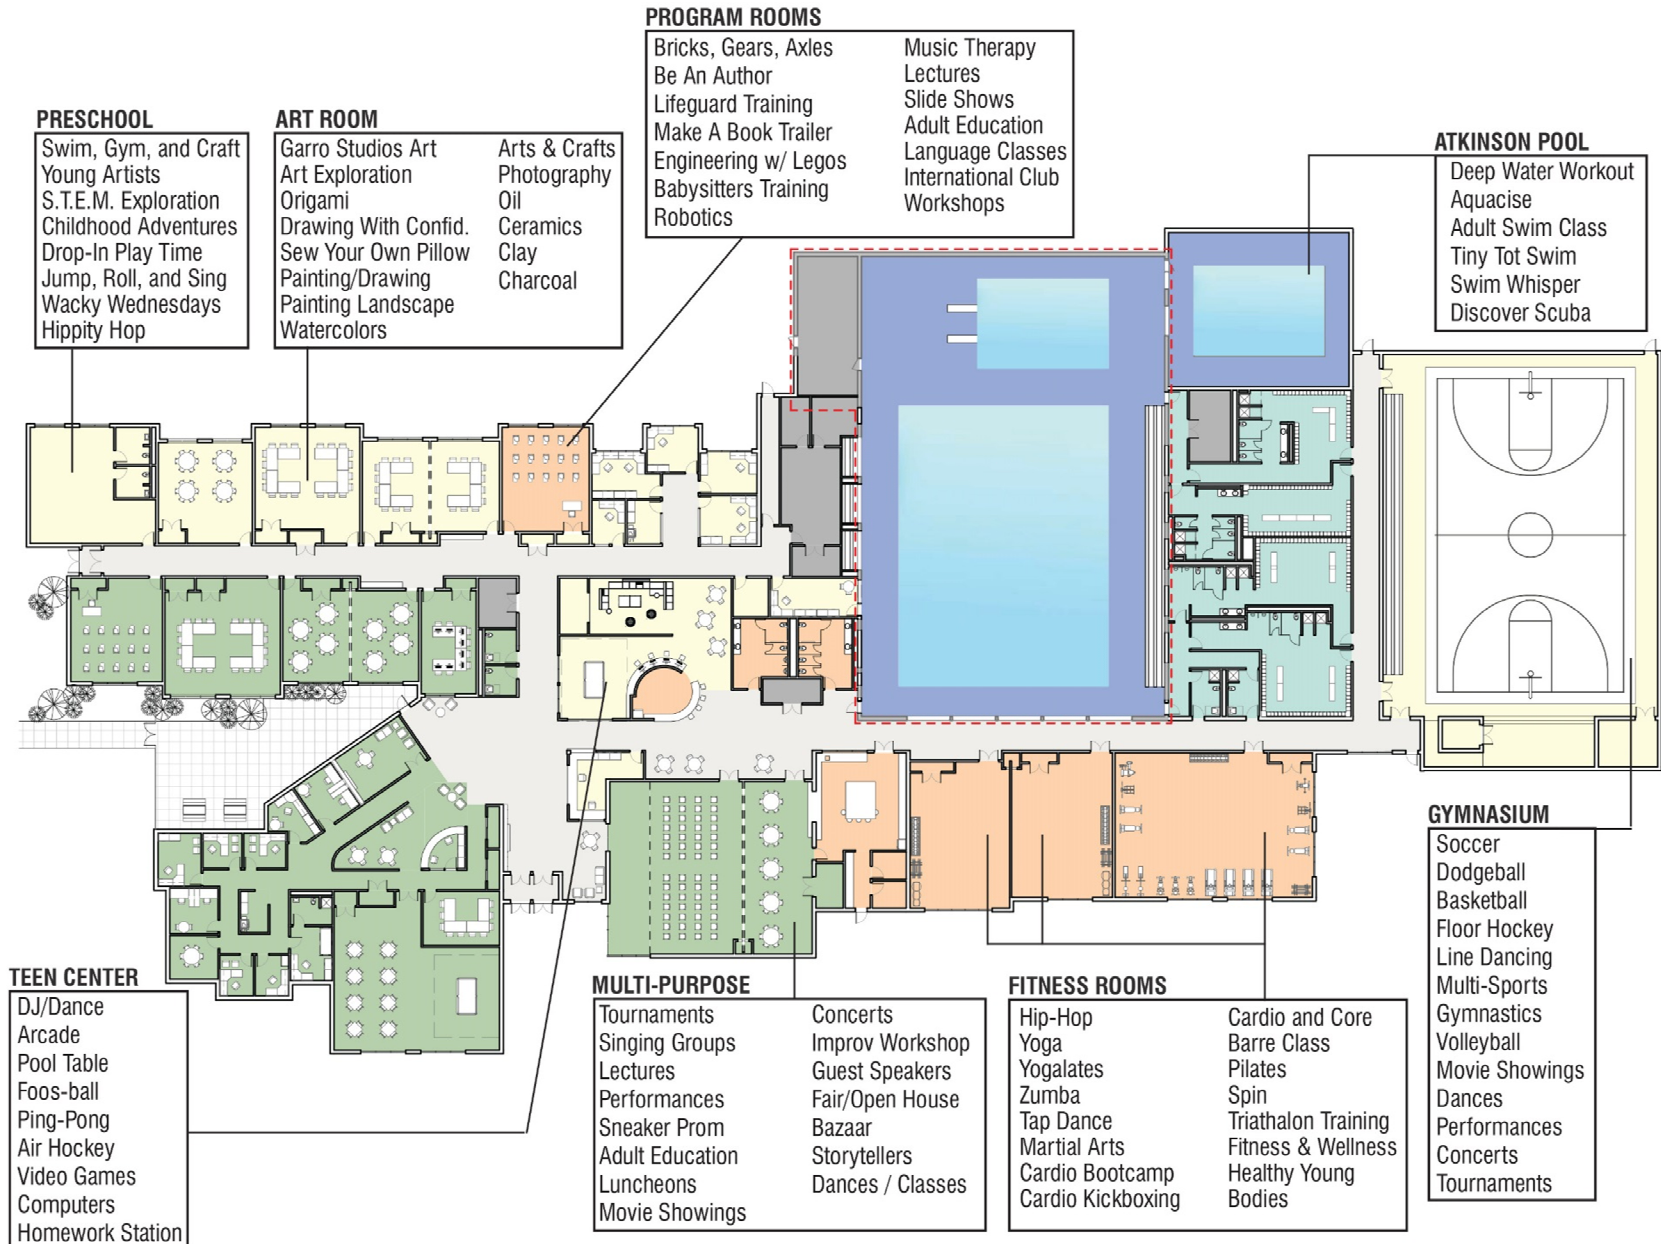 PROGRAM ROOMS
Bricks, Gears, Axles
Be An Author
Lifeguard Training
Make A Book Trailer
Engineering w/ Legos
Babysitters Training
Robotics
Music Therapy
Lectures
Slide Shows
Adult Education
Language Classes
International Club
Workshops
PRESCHOOL
Swim, Gym, and Craft
Young Artists
S.T.E.M. Exploration
Childhood Adventures
Drop-In Play Time
Jump, Roll, and Sing
Wacky Wednesdays
Hippity Hop
ART ROOM
Garro Studios Art
Art Exploration
Origami
Drawing With Confid.
Sew Your Own Pillow
Painting/Drawing
Painting Landscape
Watercolors
Arts & Crafts
Photography
Oil
Ceramics
Clay
Charcoal
ATKINSON POOL
Deep Water Workout
Aquacise
Adult Swim Class
Tiny Tot Swim
Swim Whisper
Discover Scuba
TEEN CENTER
DJ/Dance
Arcade
Pool Table
Foos-ball
Ping-Pong
Air Hockey
Video Games
Computers
Homework Station
MULTI-PURPOSE
Tournaments
Singing Groups
Lectures
Performances
Sneaker Prom
Adult Education
Luncheons
Movie Showings
Concerts
Improv Workshop
Guest Speakers
Fair/Open House
Bazaar
Storytellers
Dances / Classes
FITNESS ROOMS
Hip-Hop
Yoga
Yogalates
Zumba
Tap Dance
Martial Arts
Cardio Bootcamp
Cardio Kickboxing
Cardio and Core
Barre Class
Pilates
Spin
Triathalon Training
Fitness & Wellness
Healthy Young
Bodies
GYMNASIUM
Soccer
Dodgeball
Basketball
Floor Hockey
Line Dancing
Multi-Sports
Gymnastics
Volleyball
Movie Showings
Dances
Performances
Concerts
Tournaments